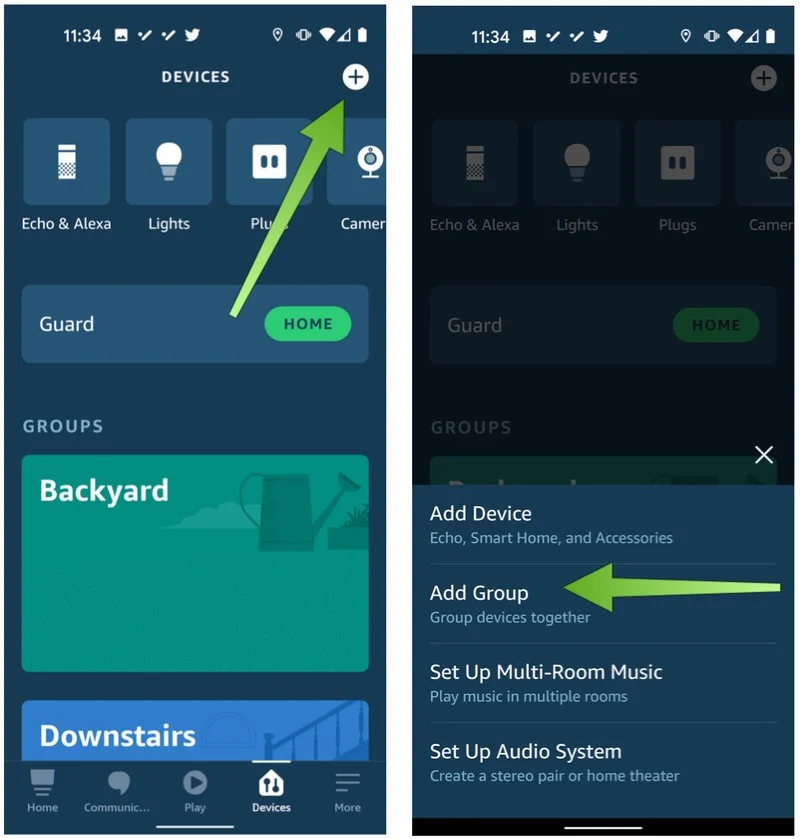 11:34
DEVICES
Echo & Alexa
Lights
Plugs
Camer
Guard
HOME
GROUPS
Backyard
Downstairs
Home
Communic...
Play
Devices
More
11:34
DEVICES
Echo & Alexa
Lights
Plugs
Camer
Guard
HOME
GROUPS
Add Device
Echo, Smart Home, and Accessories
Add Group
Group devices together
Set Up Multi-Room Music
Play music in multiple rooms
Set Up Audio System
Create a stereo pair or home theater